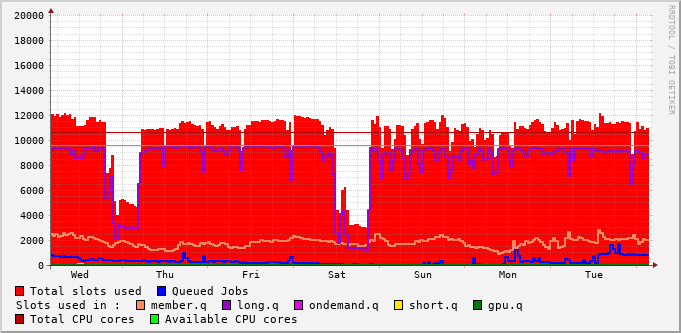 20000
18000
16000
14000
12000
10000
8000
6000
4000
2000
0
Wed Thu Fri Sat Sun Mon Tue
RRDTOOL / TOBI OETIKER
Total slots used Queued Jobs
Slots used in : member.q long.q ondemand.q short.q gpu.q
Total CPU cores Available CPU cores